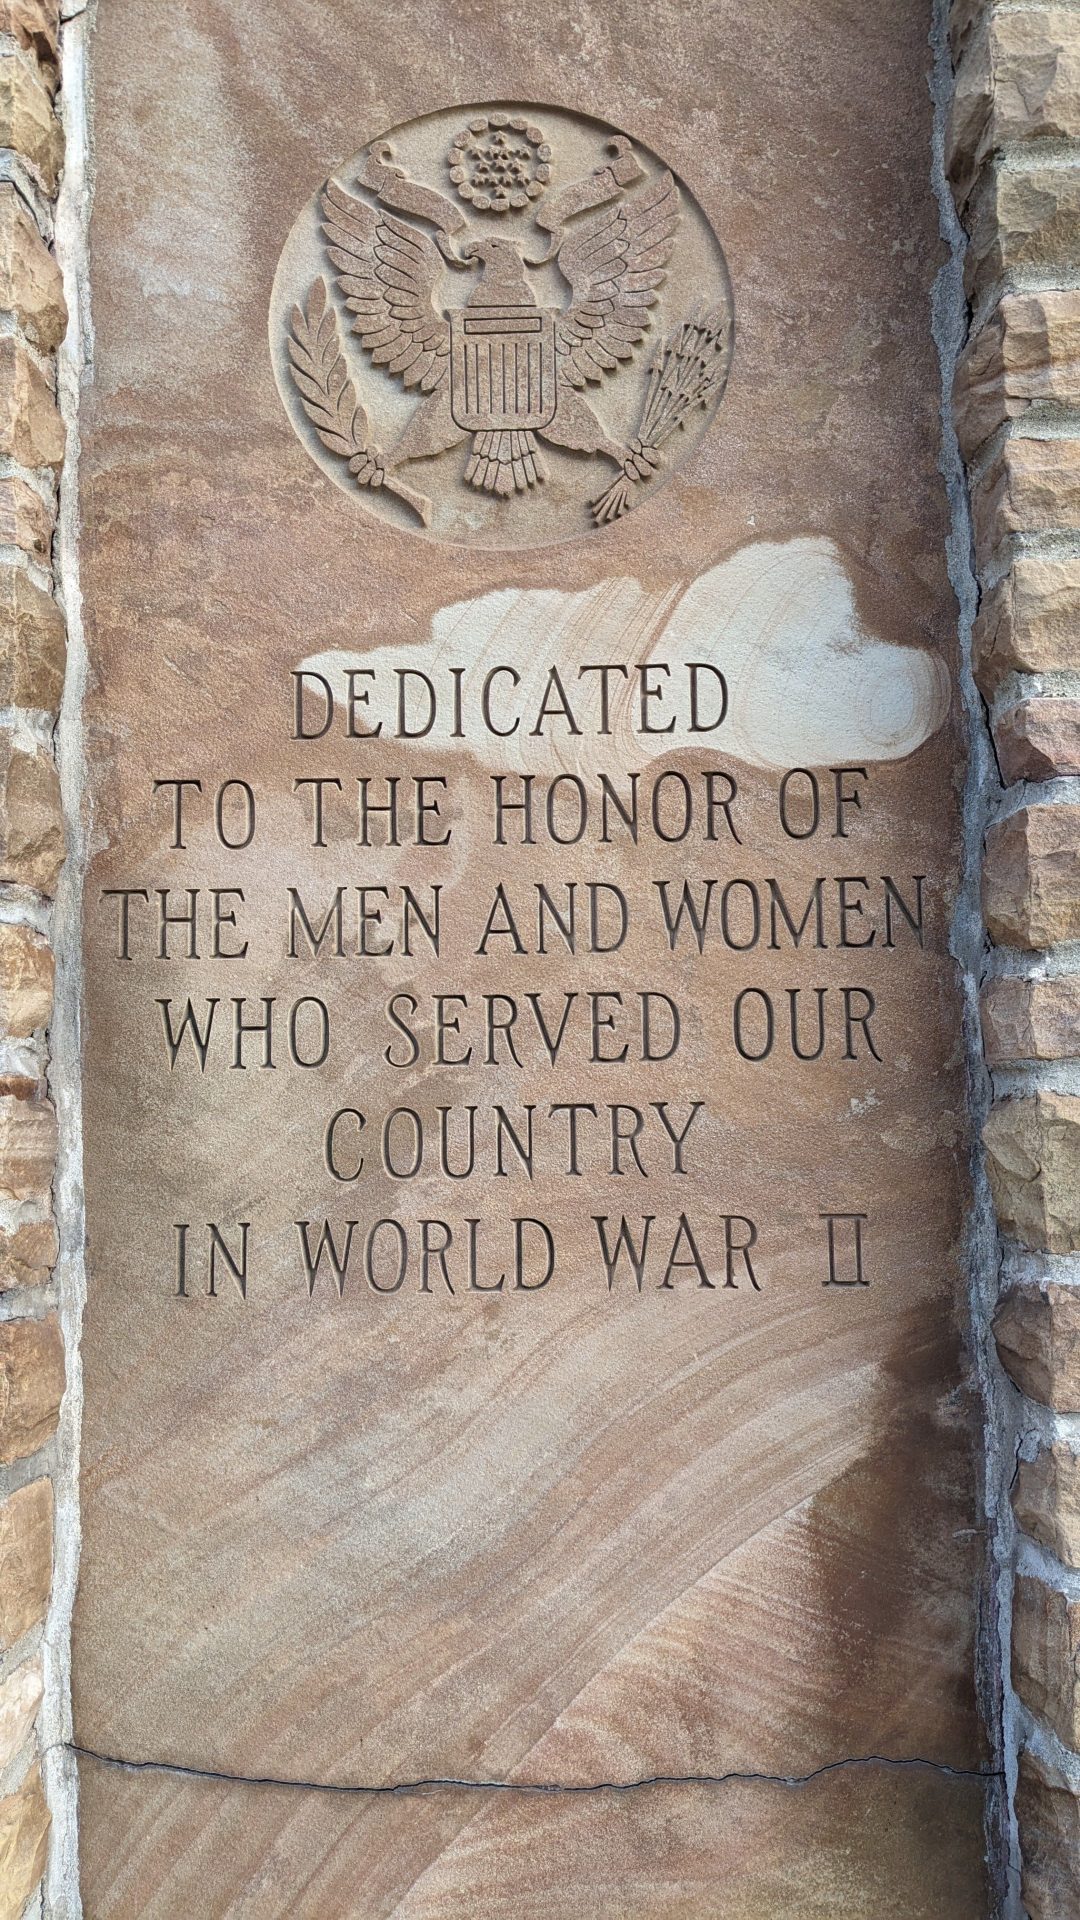 DEDICATED
TO THE HONOR OF
THE MEN AND WOMEN
WHO SERVED OUR
COUNTRY
IN WORLD WAR II